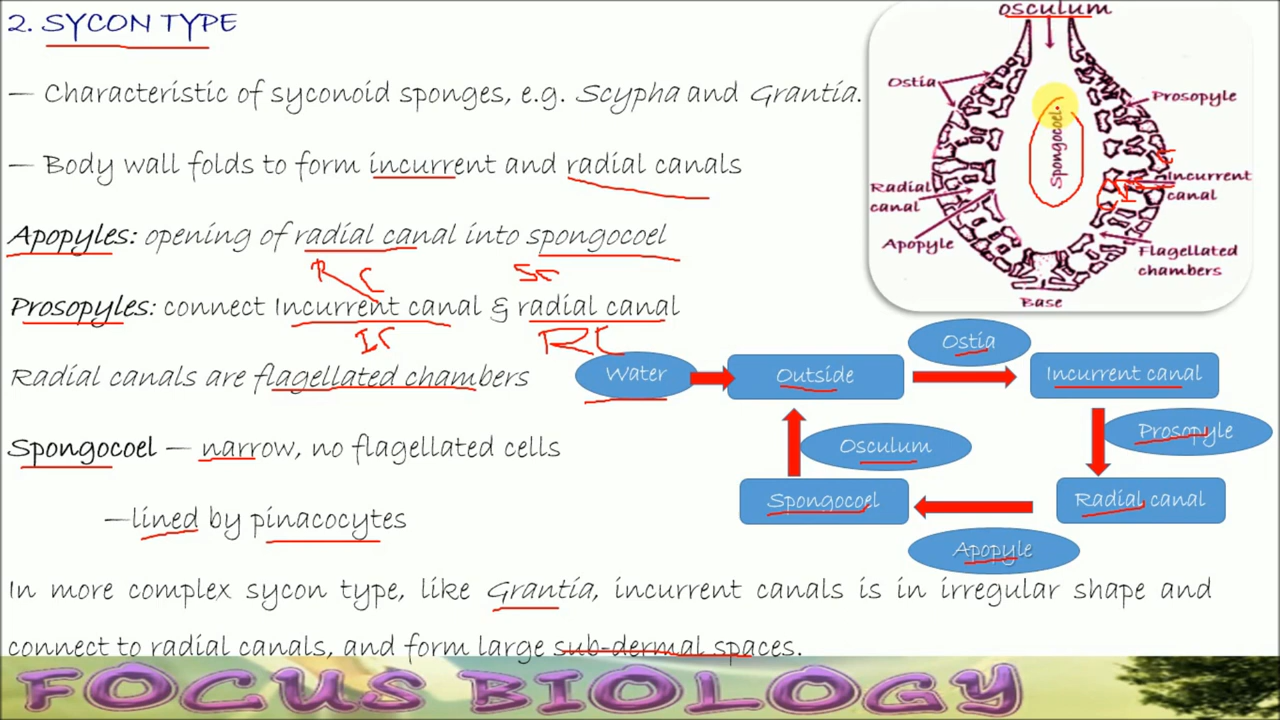 2. SYCON TYPE
— Characteristic of syconoid sponges, e.g. Scypha and Grantia.
— Body wall folds to form incurrent and radial canals
Apopyles: opening of radial canal into spongocoel
RC
Prosopyles: connect Incurrent canal & radial canal
IC RC
Radial canals are flagellated chambers
Spongocoel — narrow, no flagellated cells
—lined by pinacocytes
In more complex sycon type, like Grantia, incurrent canals is in irregular shape and
connect to radial canals, and form large sub-dermal spaces.
osculum
Ostia
Prosopyle
Spongocoel
Radial
canal
Incurrent
canal
Apopyle
Flagellated
chambers
Base
Water
Outside
Ostia
Incurrent canal
Prosopyle
Radial canal
Apopyle
Spongocoel
Osculum
FOCUS BIOLOGY